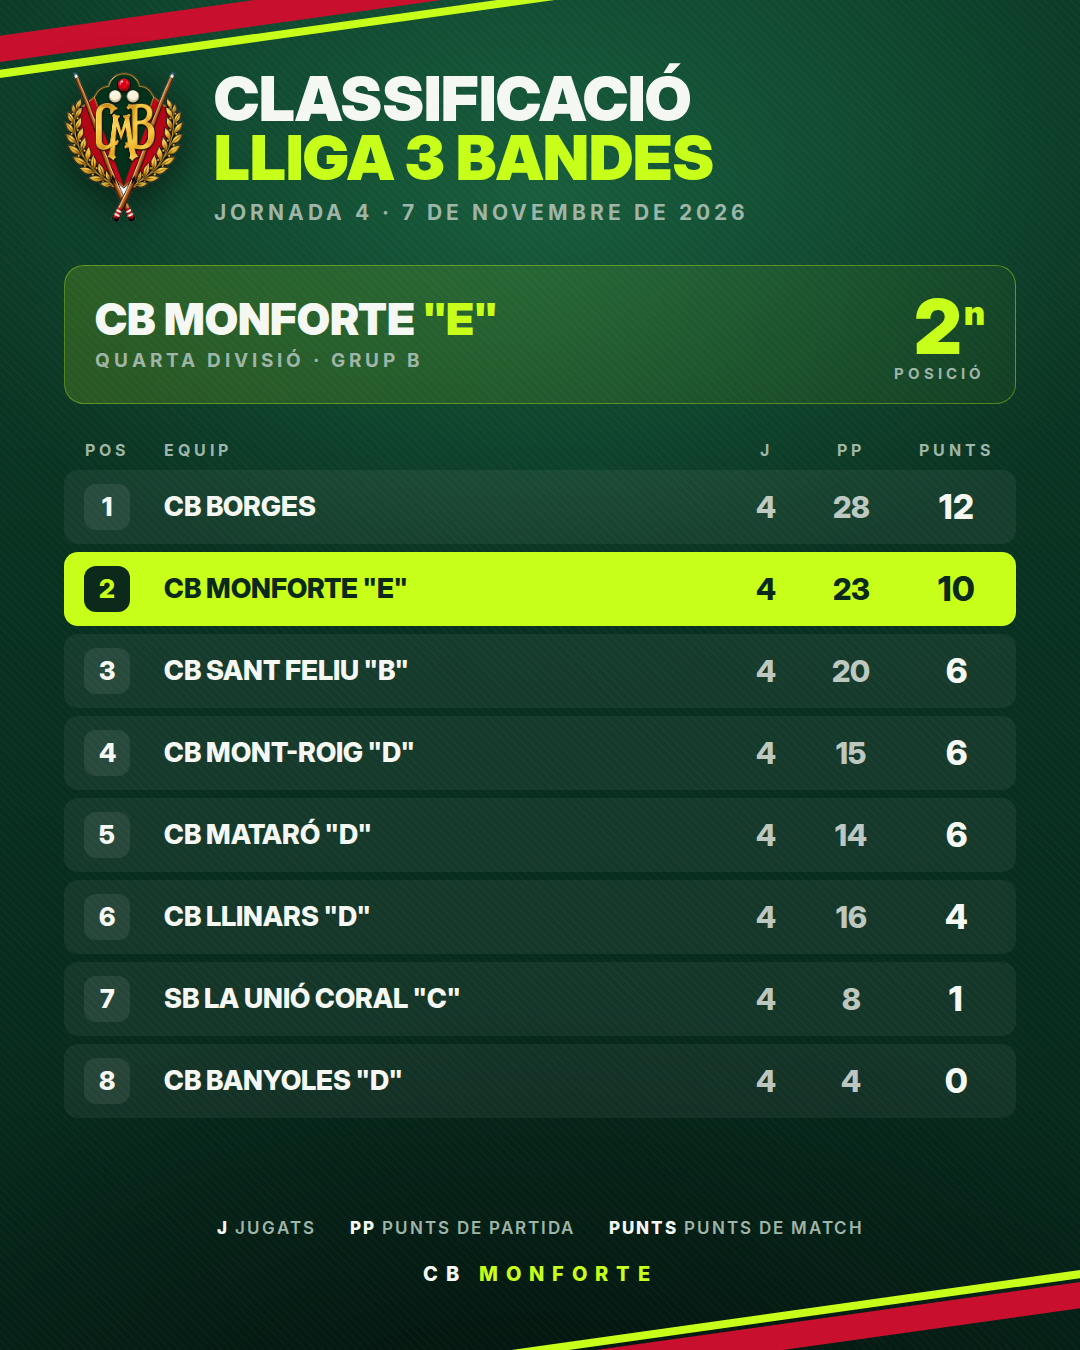 CMB
CLASSIFICACIÓ
LLIGA 3 BANDES
JORNADA 4 · 7 DE NOVEMBRE DE 2026
CB MONFORTE "E"
QUARTA DIVISIÓ · GRUP B
2n
POSICIÓ
POS EQUIP J PP PUNTS
1 CB BORGES 4 28 12
2 CB MONFORTE "E" 4 23 10
3 CB SANT FELIU "B" 4 20 6
4 CB MONT-ROIG "D" 4 15 6
5 CB MATARÓ "D" 4 14 6
6 CB LLINARS "D" 4 16 4
7 SB LA UNIÓ CORAL "C" 4 8 1
8 CB BANYOLES "D" 4 4 0
J JUGATS PP PUNTS DE PARTIDA PUNTS PUNTS DE MATCH
CB MONFORTE